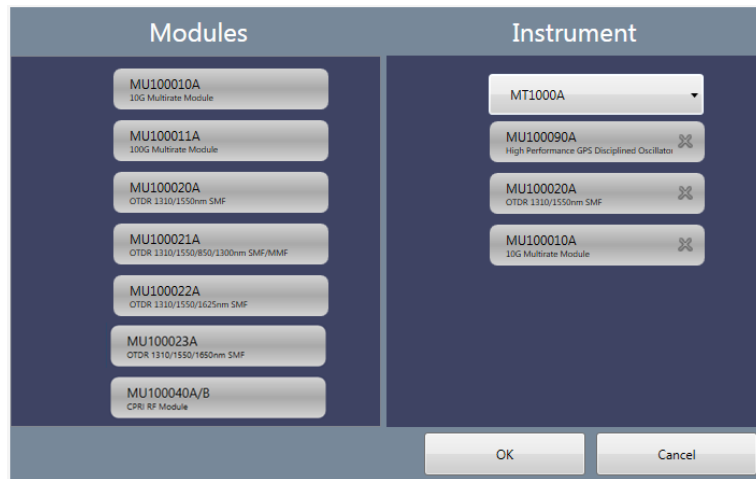 Modules
MU100010A
10G Multirate Module
MU100011A
100G Multirate Module
MU100020A
OTDR 1310/1550nm SMF
MU100021A
OTDR 1310/1550/850/1300nm SMF/MMF
MU100022A
OTDR 1310/1550/1625nm SMF
MU100023A
OTDR 1310/1550/1650nm SMF
MU100040A/B
CPRI RF Module
Instrument
MT1000A
MU100090A
High Performance GPS Disciplined Oscillator
MU100020A
OTDR 1310/1550nm SMF
MU100010A
10G Multirate Module
OK
Cancel